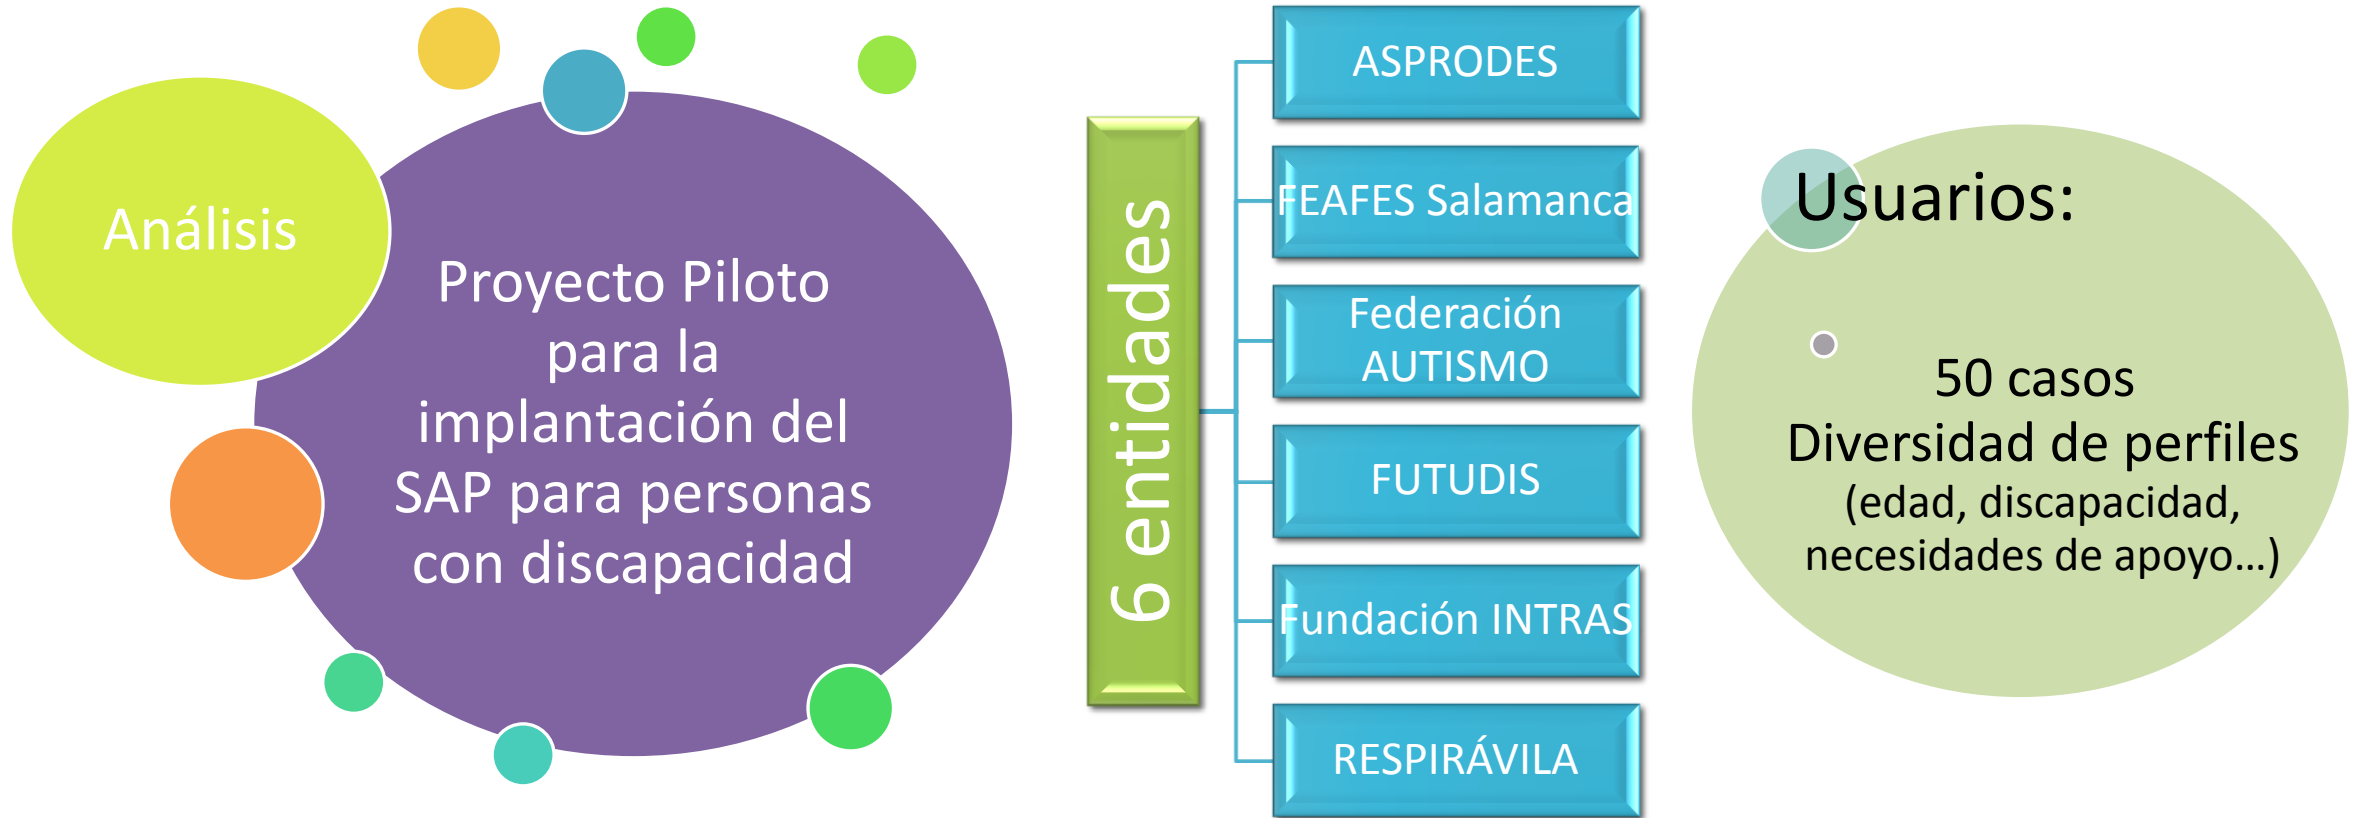 Análisis
Proyecto Piloto
para la
implantación del
SAP para personas
con discapacidad
6 entidades
ASPRODES
FEAFES Salamanca
Federación
AUTISMO
FUTUDIS
Fundación INTRAS
RESPIRÁVILA
Usuarios:
50 casos
Diversidad de perfiles
(edad, discapacidad,
necesidades de apoyo...)